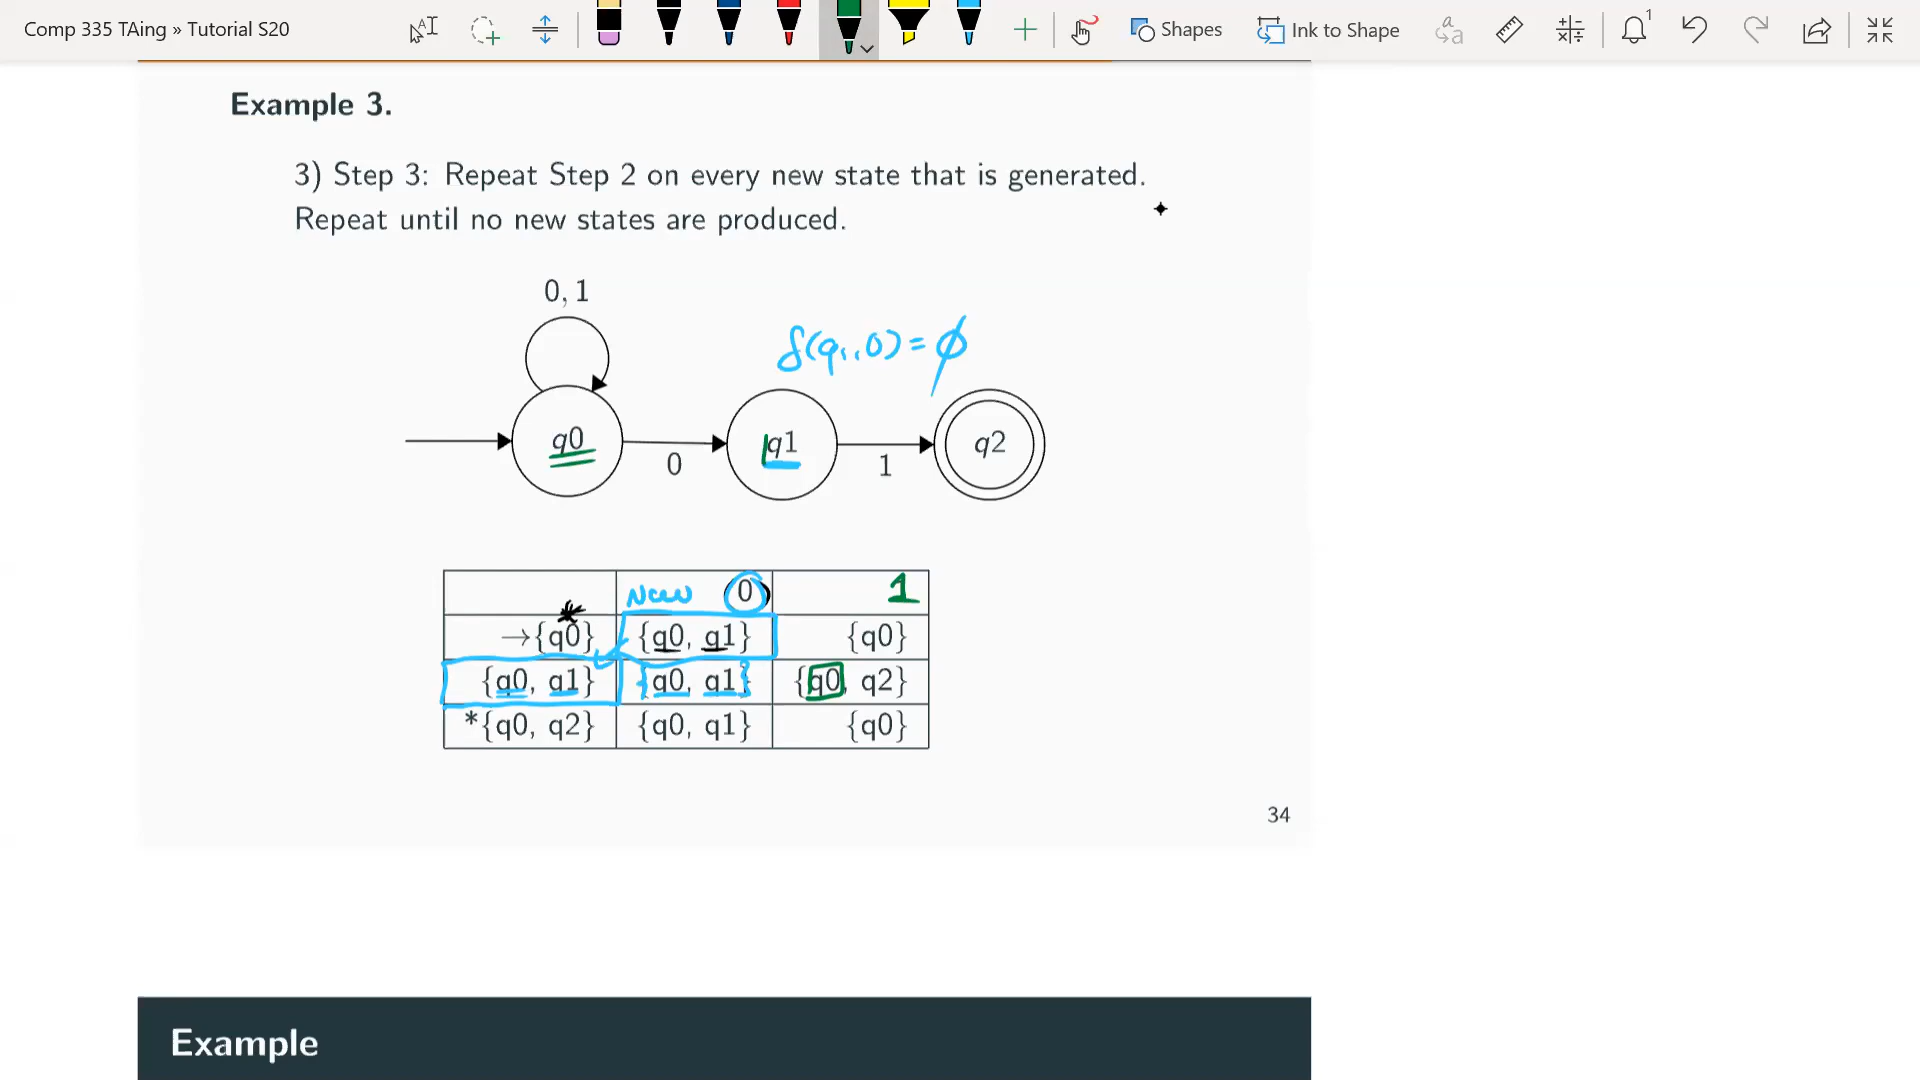 Comp 335 TAing » Tutorial S20
Shapes
Ink to Shape
1
Example 3.
3) Step 3: Repeat Step 2 on every new state that is generated.
Repeat until no new states are produced.
0, 1
δ(q1,0)=ϕ
q0
0
q1
1
q2
New 0 1
→{q0} {q0, q1} {q0}
{q0, q1} {q0, q1} {q0, q2}
*{q0, q2} {q0, q1} {q0}
34
Example